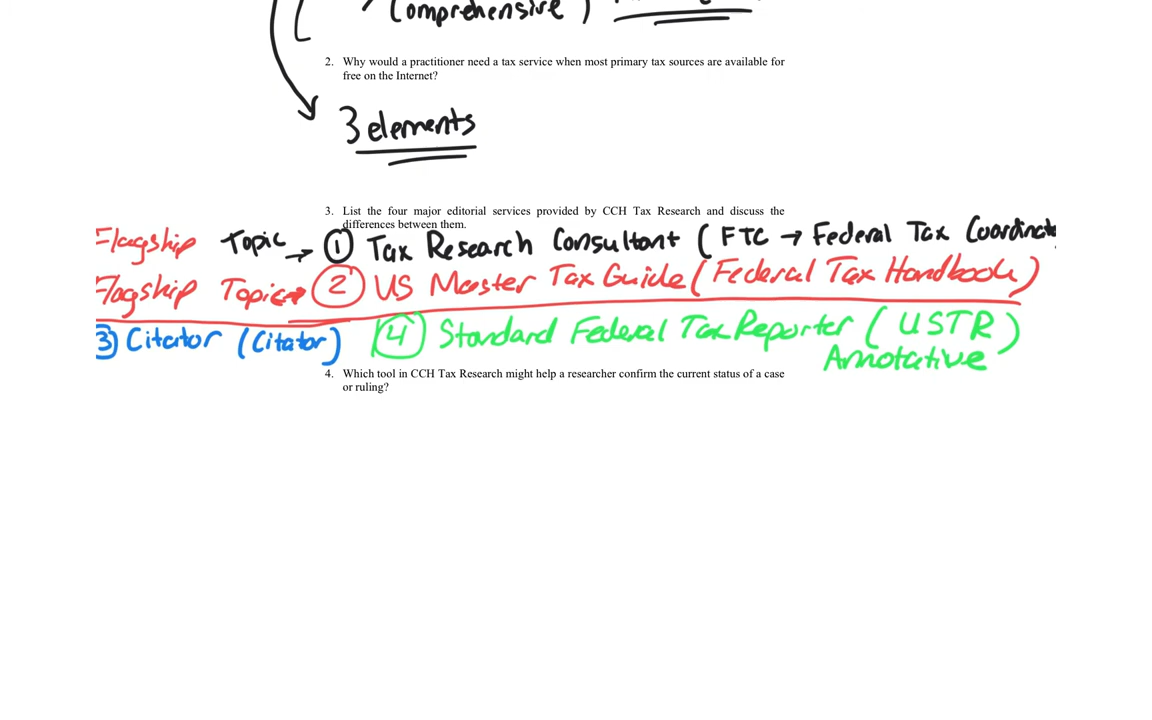 Comprehensive )
2. Why would a practitioner need a tax service when most primary tax sources are available for
free on the Internet?
3 elements
3. List the four major editorial services provided by CCH Tax Research and discuss the
differences between them.
Flagship Topic → ① Tax Research Consultant ( FTC → Federal Tax Coordinato
Flagship Topic → ② US Master Tax Guide ( Federal Tax Handbook )
3) Citator (Citator) ④ Standard Federal Tax Reporter ( USTR )
Annotative
4. Which tool in CCH Tax Research might help a researcher confirm the current status of a case
or ruling?